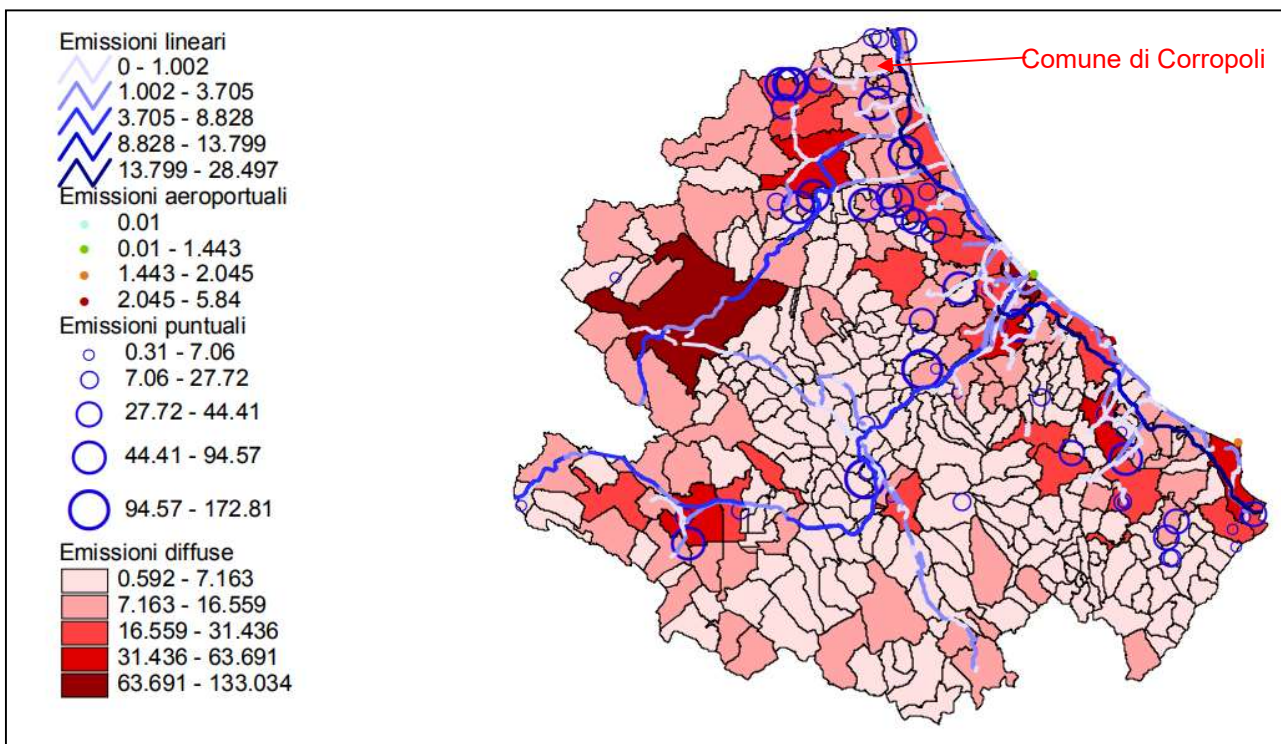 Emissioni lineari
0 - 1.002
1.002 - 3.705
3.705 - 8.828
8.828 - 13.799
13.799 - 28.497
Emissioni aeroportuali
0.01
0.01 - 1.443
1.443 - 2.045
2.045 - 5.84
Emissioni puntuali
0.31 - 7.06
7.06 - 27.72
27.72 - 44.41
44.41 - 94.57
94.57 - 172.81
Emissioni diffuse
0.592 - 7.163
7.163 - 16.559
16.559 - 31.436
31.436 - 63.691
63.691 - 133.034
Comune di Corropoli